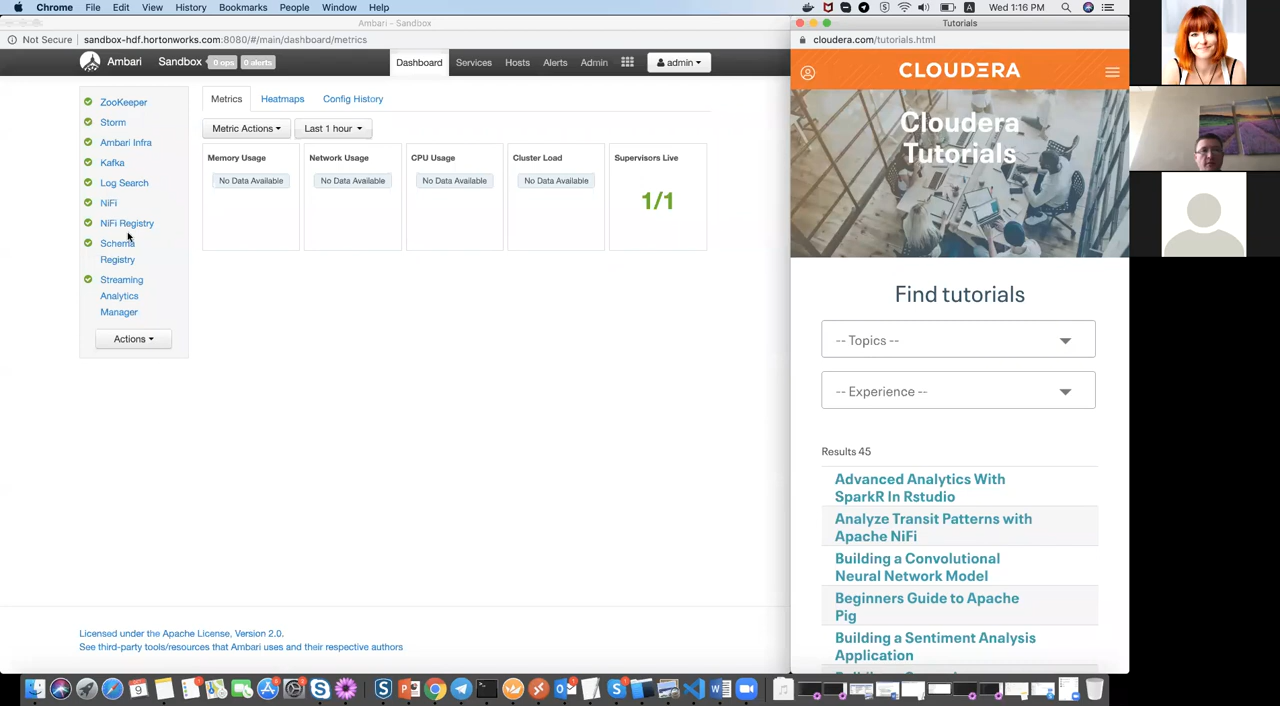 Chrome File Edit View History Bookmarks People Window Help
Wed 1:16 PM
Ambari – Sandbox
Not Secure sandbox-hdf.hortonworks.com:8080/#/main/dashboard/metrics
Ambari Sandbox 0 ops 0 alerts Dashboard Services Hosts Alerts Admin admin
ZooKeeper
Storm
Ambari Infra
Kafka
Log Search
NiFi
NiFi Registry
Schema
Registry
Streaming
Analytics
Manager
Actions
Metrics Heatmaps Config History
Metric Actions Last 1 hour
Memory Usage Network Usage CPU Usage Cluster Load Supervisors Live
No Data Available No Data Available No Data Available No Data Available
1/1
Licensed under the Apache License, Version 2.0.
See third-party tools/resources that Ambari uses and their respective authors
Tutorials
cloudera.com/tutorials.html
CLOUDERA
Cloudera
Tutorials
Find tutorials
-- Topics --
-- Experience --
Results 45
Advanced Analytics With
SparkR In Rstudio
Analyze Transit Patterns with
Apache NiFi
Building a Convolutional
Neural Network Model
Beginners Guide to Apache
Pig
Building a Sentiment Analysis
Application